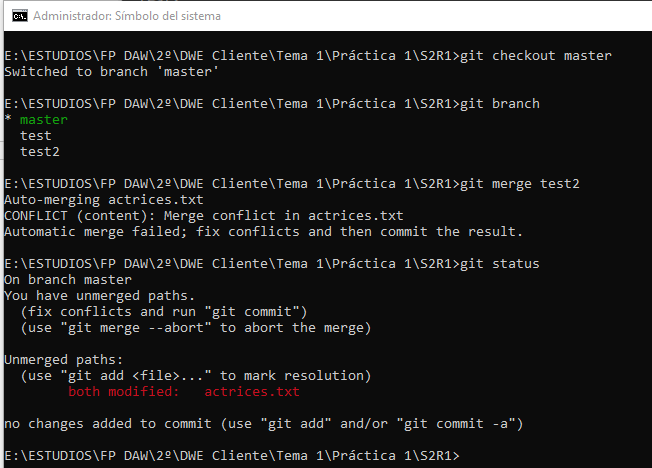 Administrador: Símbolo del sistema
E:\ESTUDIOS\FP DAW\2º\DWE Cliente\Tema 1\Práctica 1\S2R1>git checkout master
Switched to branch 'master'
E:\ESTUDIOS\FP DAW\2º\DWE Cliente\Tema 1\Práctica 1\S2R1>git branch
* master
  test
  test2
E:\ESTUDIOS\FP DAW\2º\DWE Cliente\Tema 1\Práctica 1\S2R1>git merge test2
Auto-merging actrices.txt
CONFLICT (content): Merge conflict in actrices.txt
Automatic merge failed; fix conflicts and then commit the result.
E:\ESTUDIOS\FP DAW\2º\DWE Cliente\Tema 1\Práctica 1\S2R1>git status
On branch master
You have unmerged paths.
  (fix conflicts and run "git commit")
  (use "git merge --abort" to abort the merge)
Unmerged paths:
  (use "git add <file>..." to mark resolution)
        both modified:   actrices.txt
no changes added to commit (use "git add" and/or "git commit -a")
E:\ESTUDIOS\FP DAW\2º\DWE Cliente\Tema 1\Práctica 1\S2R1>